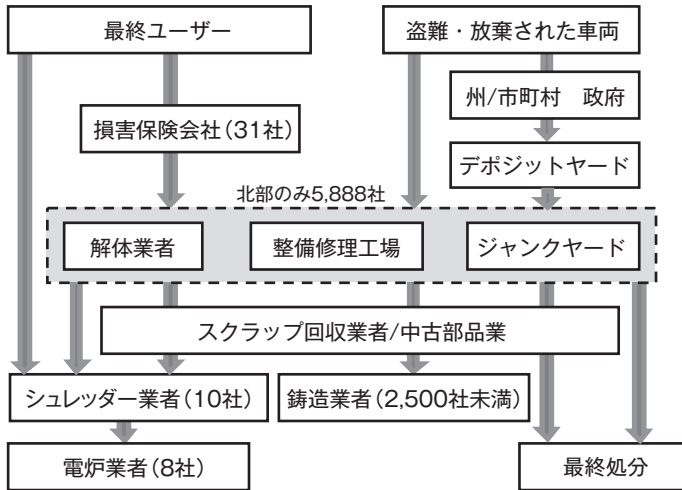 最終ユーザー
盗難・放棄された車両
州/市町村　政府
損害保険会社(31社)
デポジットヤード
北部のみ5,888社
解体業者
整備修理工場
ジャンクヤード
スクラップ回収業者/中古部品業
シュレッダー業者(10社)
鋳造業者(2,500社未満)
電炉業者(8社)
最終処分